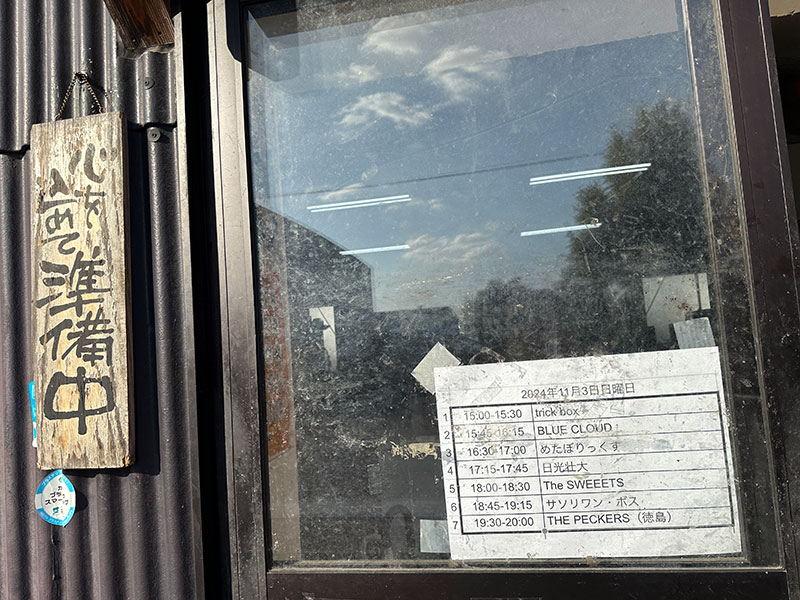 心を
込めて
準備中
2024年11月3日日曜日
1 15:00-15:30 trick box
2 15:45-16:15 BLUE CLOUD
3 16:30-17:00 めたぼりっくす
4 17:15-17:45 日光壮大
5 18:00-18:30 The SWEEETS
6 18:45-19:15 サソリワン・ボス
7 19:30-20:00 THE PECKERS（徳島）